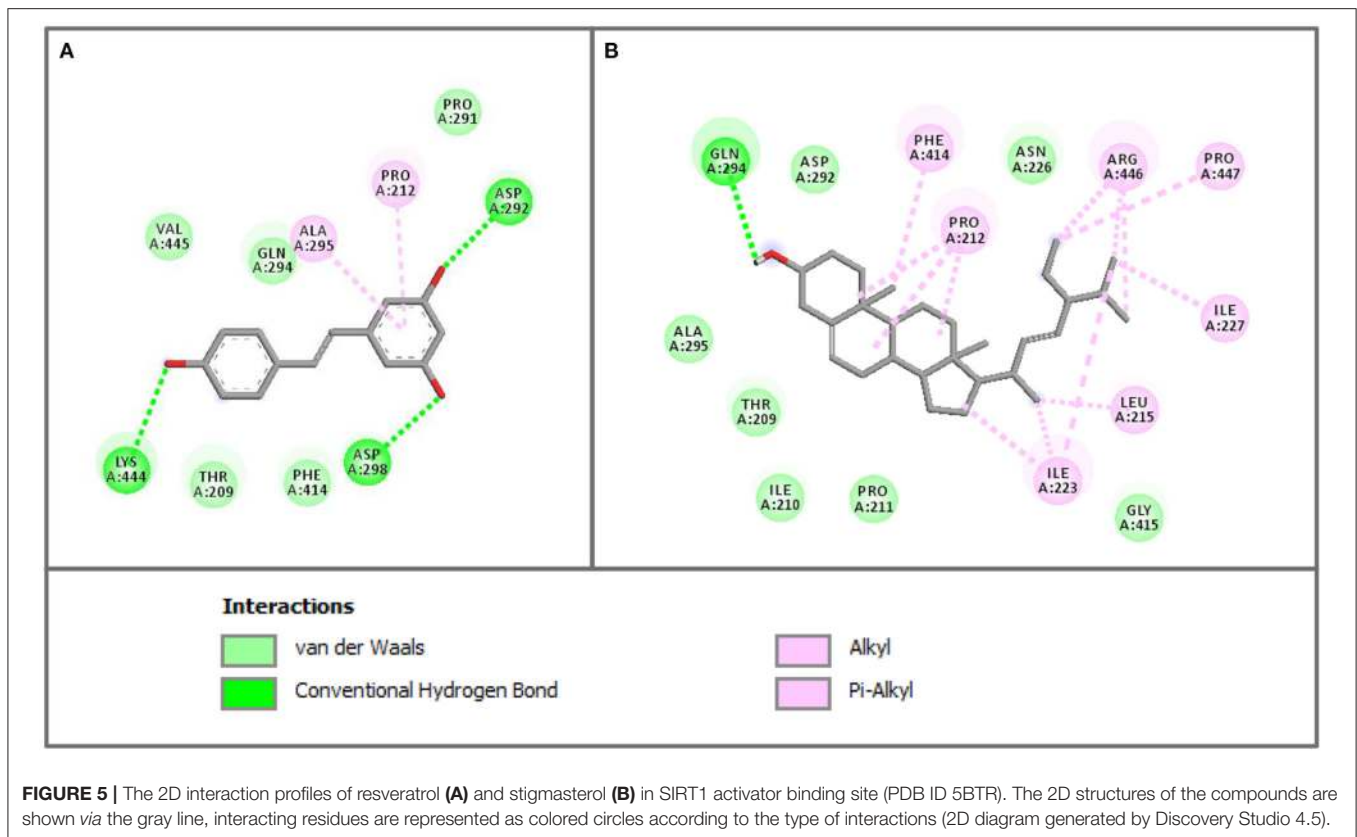 A
PRO
A:291
PRO
A:212
ASP
A:292
VAL
A:445
ALA
A:295
GLN
A:294
LYS
A:444
THR
A:209
PHE
A:414
ASP
A:298
B
GLN
A:294
ASP
A:292
PHE
A:414
ASN
A:226
ARG
A:446
PRO
A:447
PRO
A:212
ILE
A:227
ALA
A:295
THR
A:209
LEU
A:215
ILE
A:223
ILE
A:210
PRO
A:211
GLY
A:415
Interactions
van der Waals
Conventional Hydrogen Bond
Alkyl
Pi-Alkyl
FIGURE 5 | The 2D interaction profiles of resveratrol (A) and stigmasterol (B) in SIRT1 activator binding site (PDB ID 5BTR). The 2D structures of the compounds are
shown via the gray line, interacting residues are represented as colored circles according to the type of interactions (2D diagram generated by Discovery Studio 4.5).